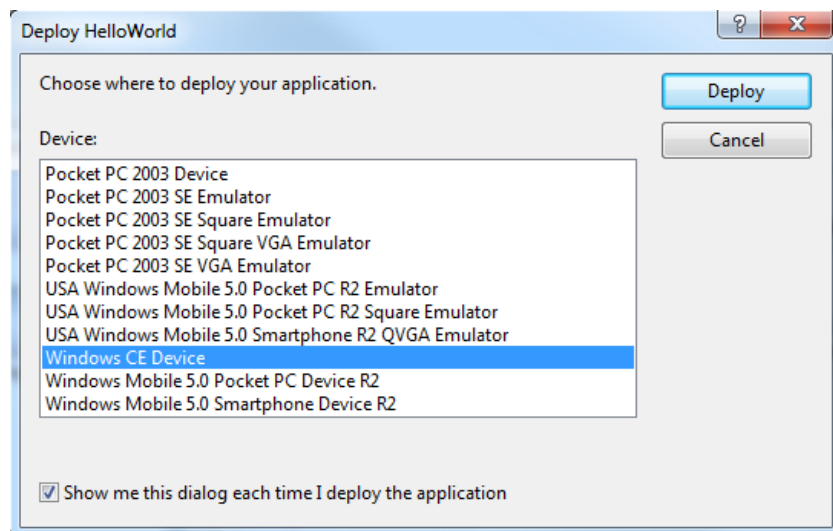 Deploy HelloWorld
?
Choose where to deploy your application.
Deploy
Device:
Cancel
Pocket PC 2003 Device
Pocket PC 2003 SE Emulator
Pocket PC 2003 SE Square Emulator
Pocket PC 2003 SE Square VGA Emulator
Pocket PC 2003 SE VGA Emulator
USA Windows Mobile 5.0 Pocket PC R2 Emulator
USA Windows Mobile 5.0 Pocket PC R2 Square Emulator
USA Windows Mobile 5.0 Smartphone R2 QVGA Emulator
Windows CE Device
Windows Mobile 5.0 Pocket PC Device R2
Windows Mobile 5.0 Smartphone Device R2
Show me this dialog each time I deploy the application